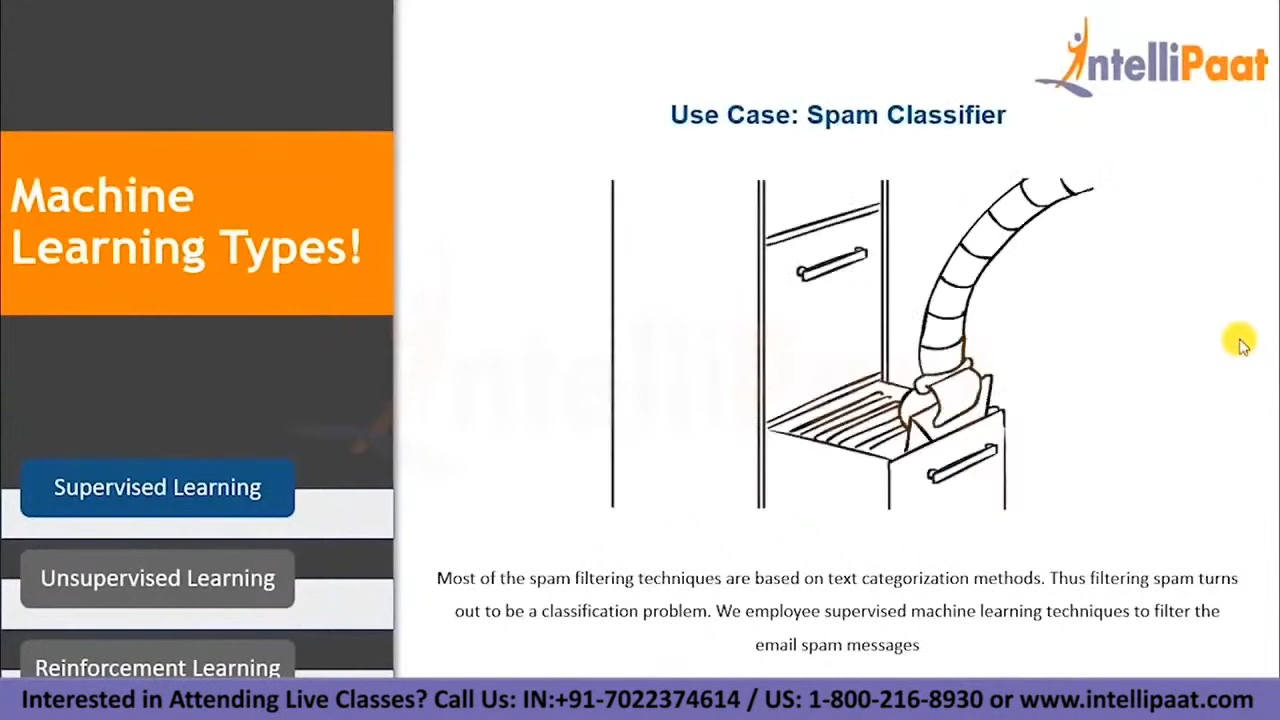 IntelliPaat
Use Case: Spam Classifier
Machine
Learning Types!
IntelliPaat
Supervised Learning
Unsupervised Learning
Reinforcement Learning
Most of the spam filtering techniques are based on text categorization methods. Thus filtering spam turns
out to be a classification problem. We employee supervised machine learning techniques to filter the
email spam messages
Interested in Attending Live Classes? Call Us: IN:+91-7022374614 / US: 1-800-216-8930 or www.intellipaat.com